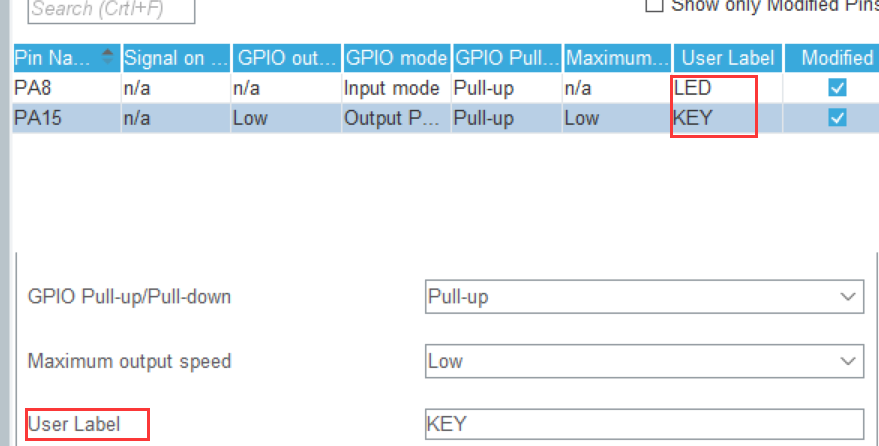 Search (Crtl+F)
Show only Modified Pins
Pin Na... Signal on ... GPIO out... GPIO mode GPIO Pull... Maximum... User Label Modified
PA8 n/a n/a Input mode Pull-up n/a LED
PA15 n/a Low Output P... Pull-up Low KEY
GPIO Pull-up/Pull-down Pull-up
Maximum output speed Low
User Label KEY